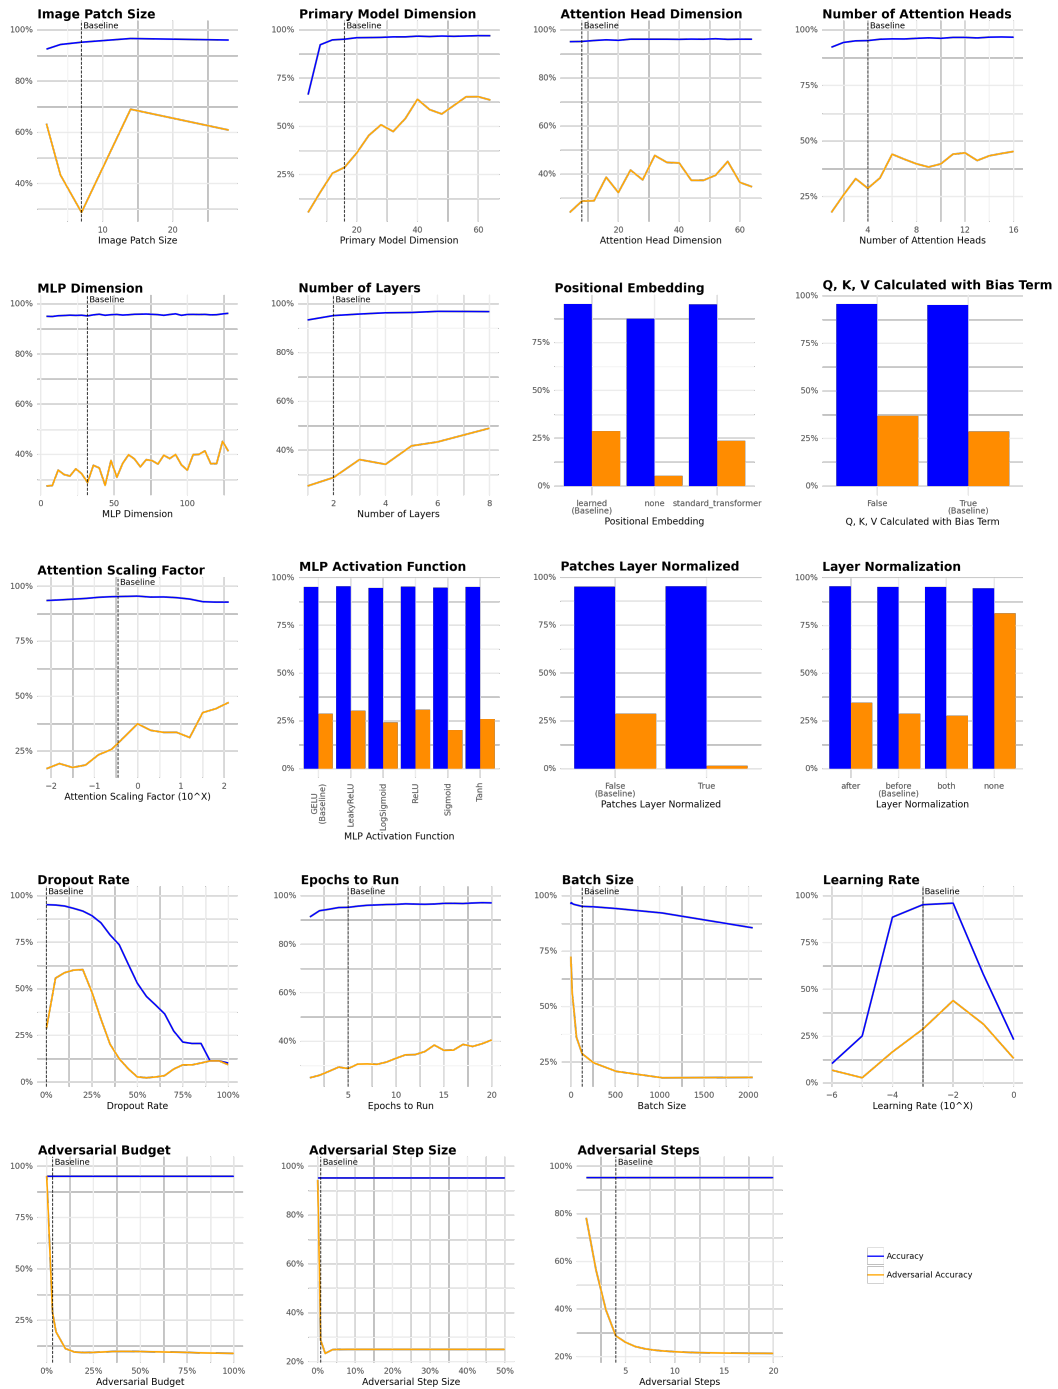 Image Patch Size
Baseline
100%
80%
60%
40%
10
20
Image Patch Size
Primary Model Dimension
Baseline
100%
75%
50%
25%
0
20
40
60
Primary Model Dimension
Attention Head Dimension
Baseline
100%
80%
60%
40%
0
20
40
60
Attention Head Dimension
Number of Attention Heads
Baseline
100%
75%
50%
25%
4
8
12
16
Number of Attention Heads
MLP Dimension
Baseline
100%
80%
60%
40%
0
50
100
MLP Dimension
Number of Layers
Baseline
100%
80%
60%
40%
2
4
6
8
Number of Layers
Positional Embedding
75%
50%
25%
0%
learned
(Baseline)
none
standard_transformer
Positional Embedding
Q, K, V Calculated with Bias Term
100%
75%
50%
25%
0%
False
True
(Baseline)
Q, K, V Calculated with Bias Term
Attention Scaling Factor
Baseline
100%
75%
50%
25%
−2
−1
0
1
2
Attention Scaling Factor (10^X)
MLP Activation Function
100%
75%
50%
25%
0%
GELU
(Baseline)
LeakyReLU
LogSigmoid
ReLU
Sigmoid
Tanh
MLP Activation Function
Patches Layer Normalized
100%
75%
50%
25%
0%
False
(Baseline)
True
Patches Layer Normalized
Layer Normalization
100%
75%
50%
25%
0%
after
before
(Baseline)
both
none
Layer Normalization
Dropout Rate
Baseline
100%
75%
50%
25%
0%
0%
25%
50%
75%
100%
Dropout Rate
Epochs to Run
Baseline
100%
80%
60%
40%
5
10
15
20
Epochs to Run
Batch Size
Baseline
100%
75%
50%
25%
0
500
1000
1500
2000
Batch Size
Learning Rate
Baseline
100%
75%
50%
25%
0%
−6
−4
−2
0
Learning Rate (10^X)
Adversarial Budget
Baseline
100%
75%
50%
25%
0%
25%
50%
75%
100%
Adversarial Budget
Adversarial Step Size
Baseline
100%
80%
60%
40%
20%
0%
10%
20%
30%
40%
50%
Adversarial Step Size
Adversarial Steps
Baseline
100%
80%
60%
40%
20%
5
10
15
20
Adversarial Steps
Accuracy
Adversarial Accuracy